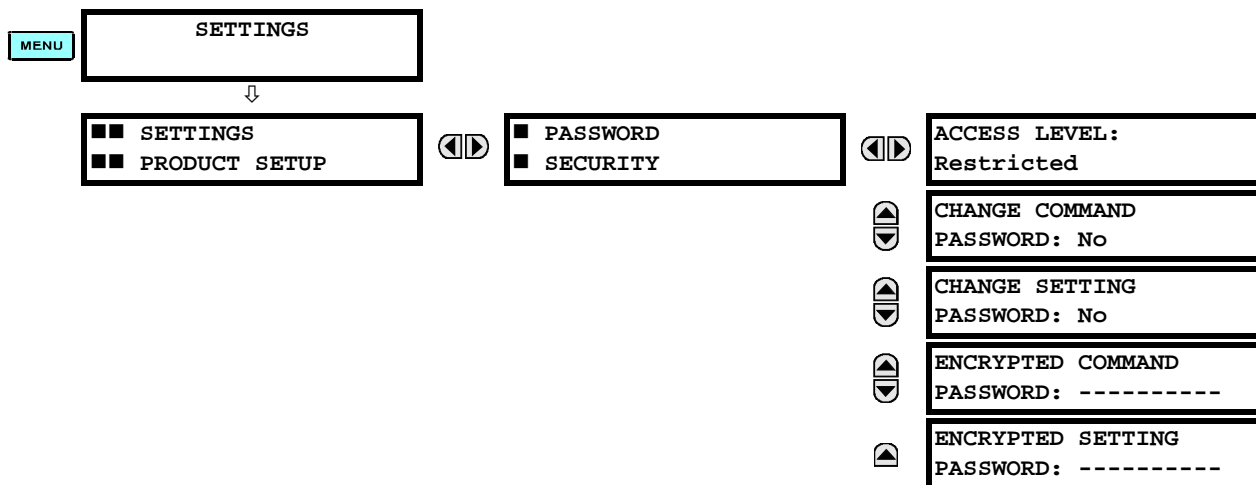 MENU
SETTINGS
SETTINGS
PRODUCT SETUP
PASSWORD
SECURITY
ACCESS LEVEL:
Restricted
CHANGE COMMAND
PASSWORD: No
CHANGE SETTING
PASSWORD: No
ENCRYPTED COMMAND
PASSWORD: ----------
ENCRYPTED SETTING
PASSWORD: ----------